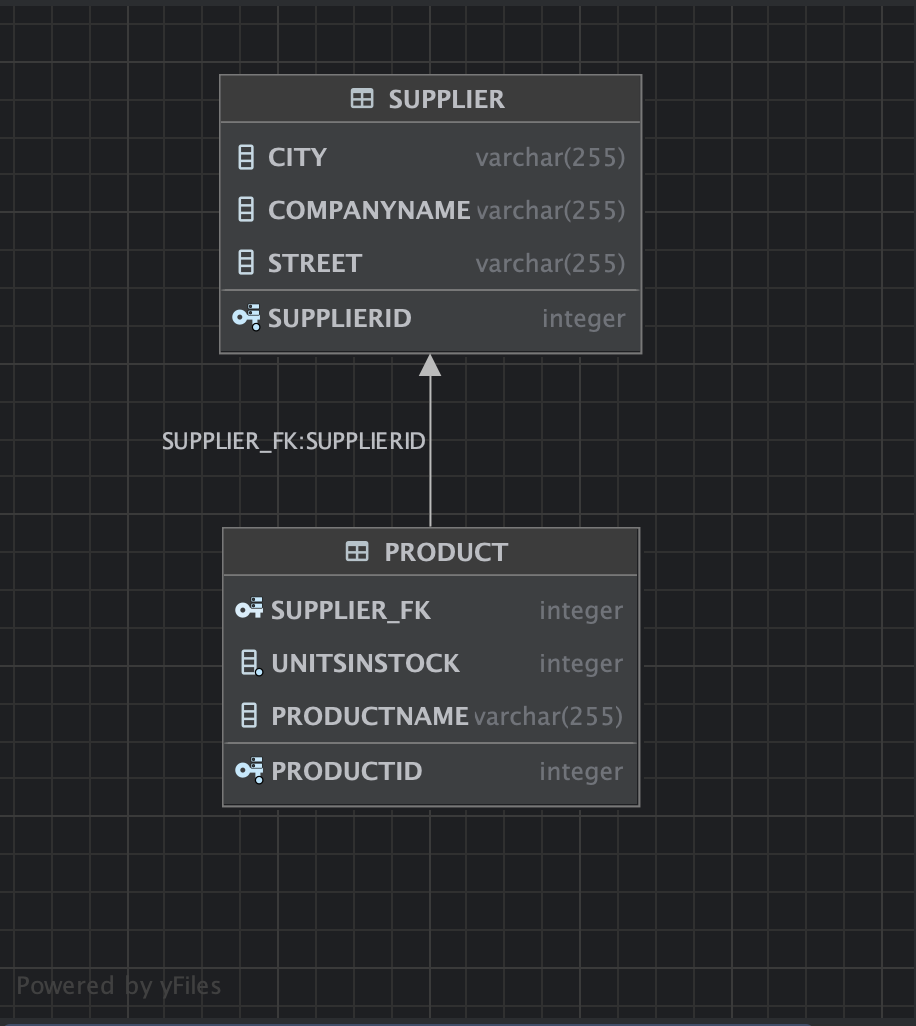 SUPPLIER
CITY varchar(255)
COMPANYNAME varchar(255)
STREET varchar(255)
SUPPLIERID integer
SUPPLIER_FK:SUPPLIERID
PRODUCT
SUPPLIER_FK integer
UNITSINSTOCK integer
PRODUCTNAME varchar(255)
PRODUCTID integer
Powered by yFiles